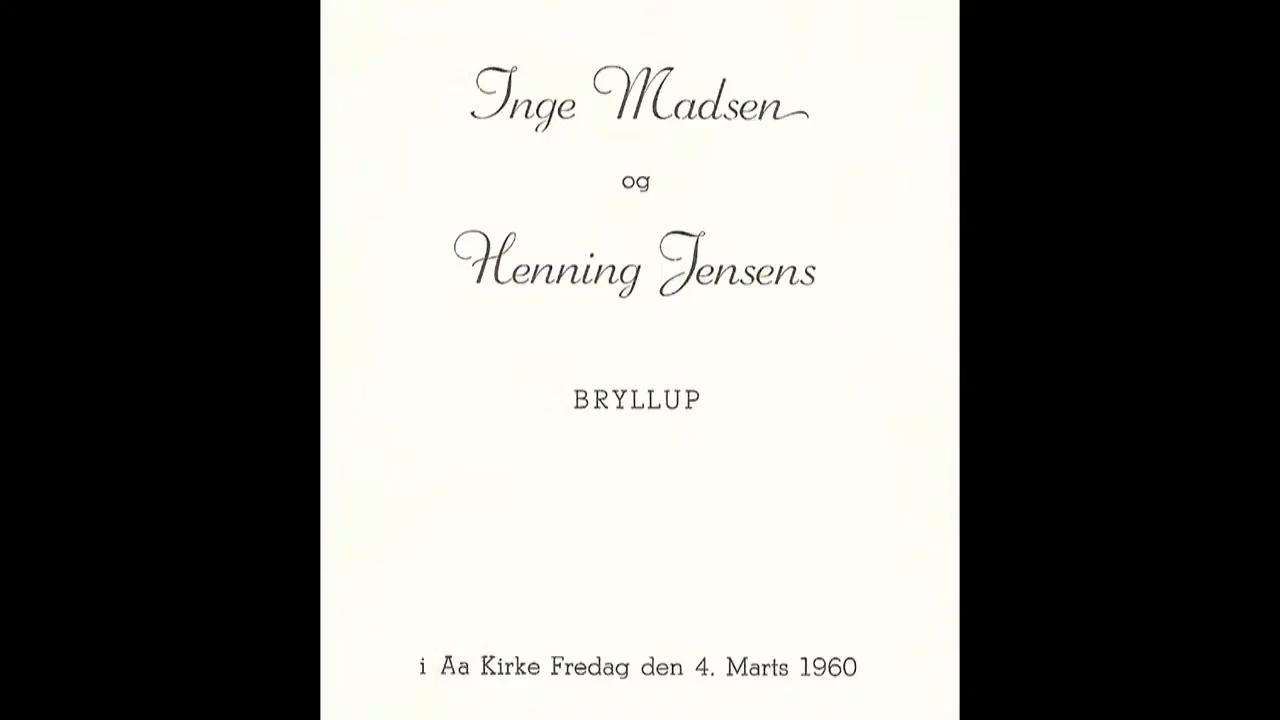 Inge Madsen
og
Henning Jensens
BRYLLUP
i Aa Kirke Fredag den 4. Marts 1960